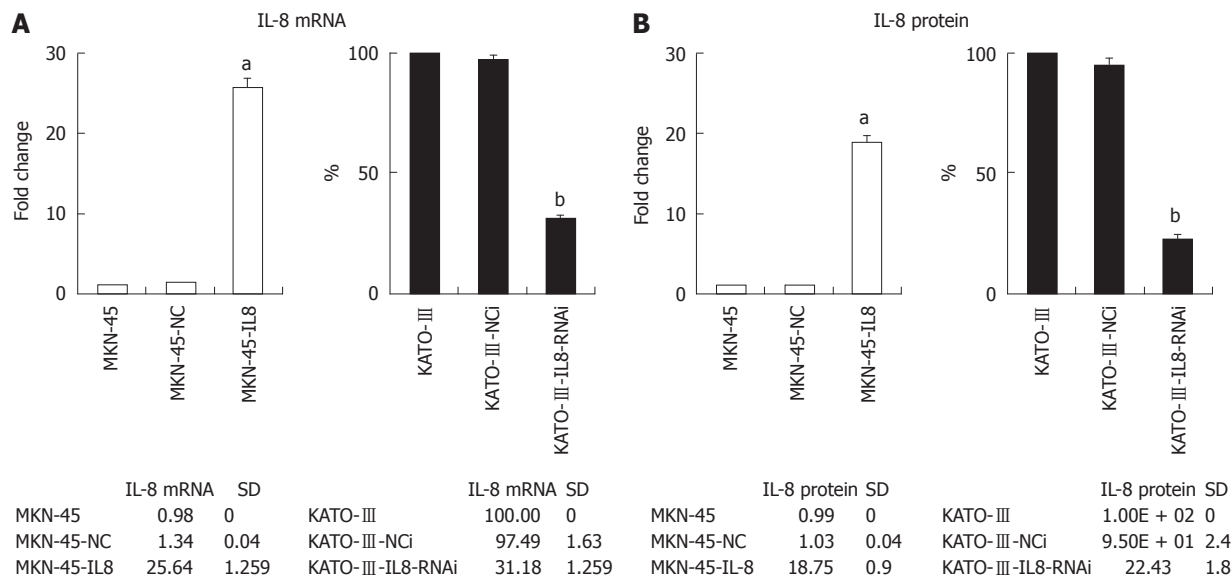 A
IL-8 mRNA
30
20
10
0
Fold change
a
MKN-45
MKN-45-NC
MKN-45-IL8
100
50
0
%
b
KATO-Ⅲ
KATO-Ⅲ-NCi
KATO-Ⅲ-IL8-RNAi
B
IL-8 protein
30
20
10
0
Fold change
a
MKN-45
MKN-45-NC
MKN-45-IL8
100
50
0
%
b
KATO-Ⅲ
KATO-Ⅲ-NCi
KATO-Ⅲ-IL8-RNAi
IL-8 mRNA SD
MKN-45 0.98 0
MKN-45-NC 1.34 0.04
MKN-45-IL8 25.64 1.259
IL-8 mRNA SD
KATO-Ⅲ 100.00 0
KATO-Ⅲ-NCi 97.49 1.63
KATO-Ⅲ-IL8-RNAi 31.18 1.259
IL-8 protein SD
MKN-45 0.99 0
MKN-45-NC 1.03 0.04
MKN-45-IL-8 18.75 0.9
IL-8 protein SD
KATO-Ⅲ 1.00E + 02 0
KATO-Ⅲ-NCi 9.50E + 01 2.4
KATO-Ⅲ-IL8-RNAi 22.43 1.8